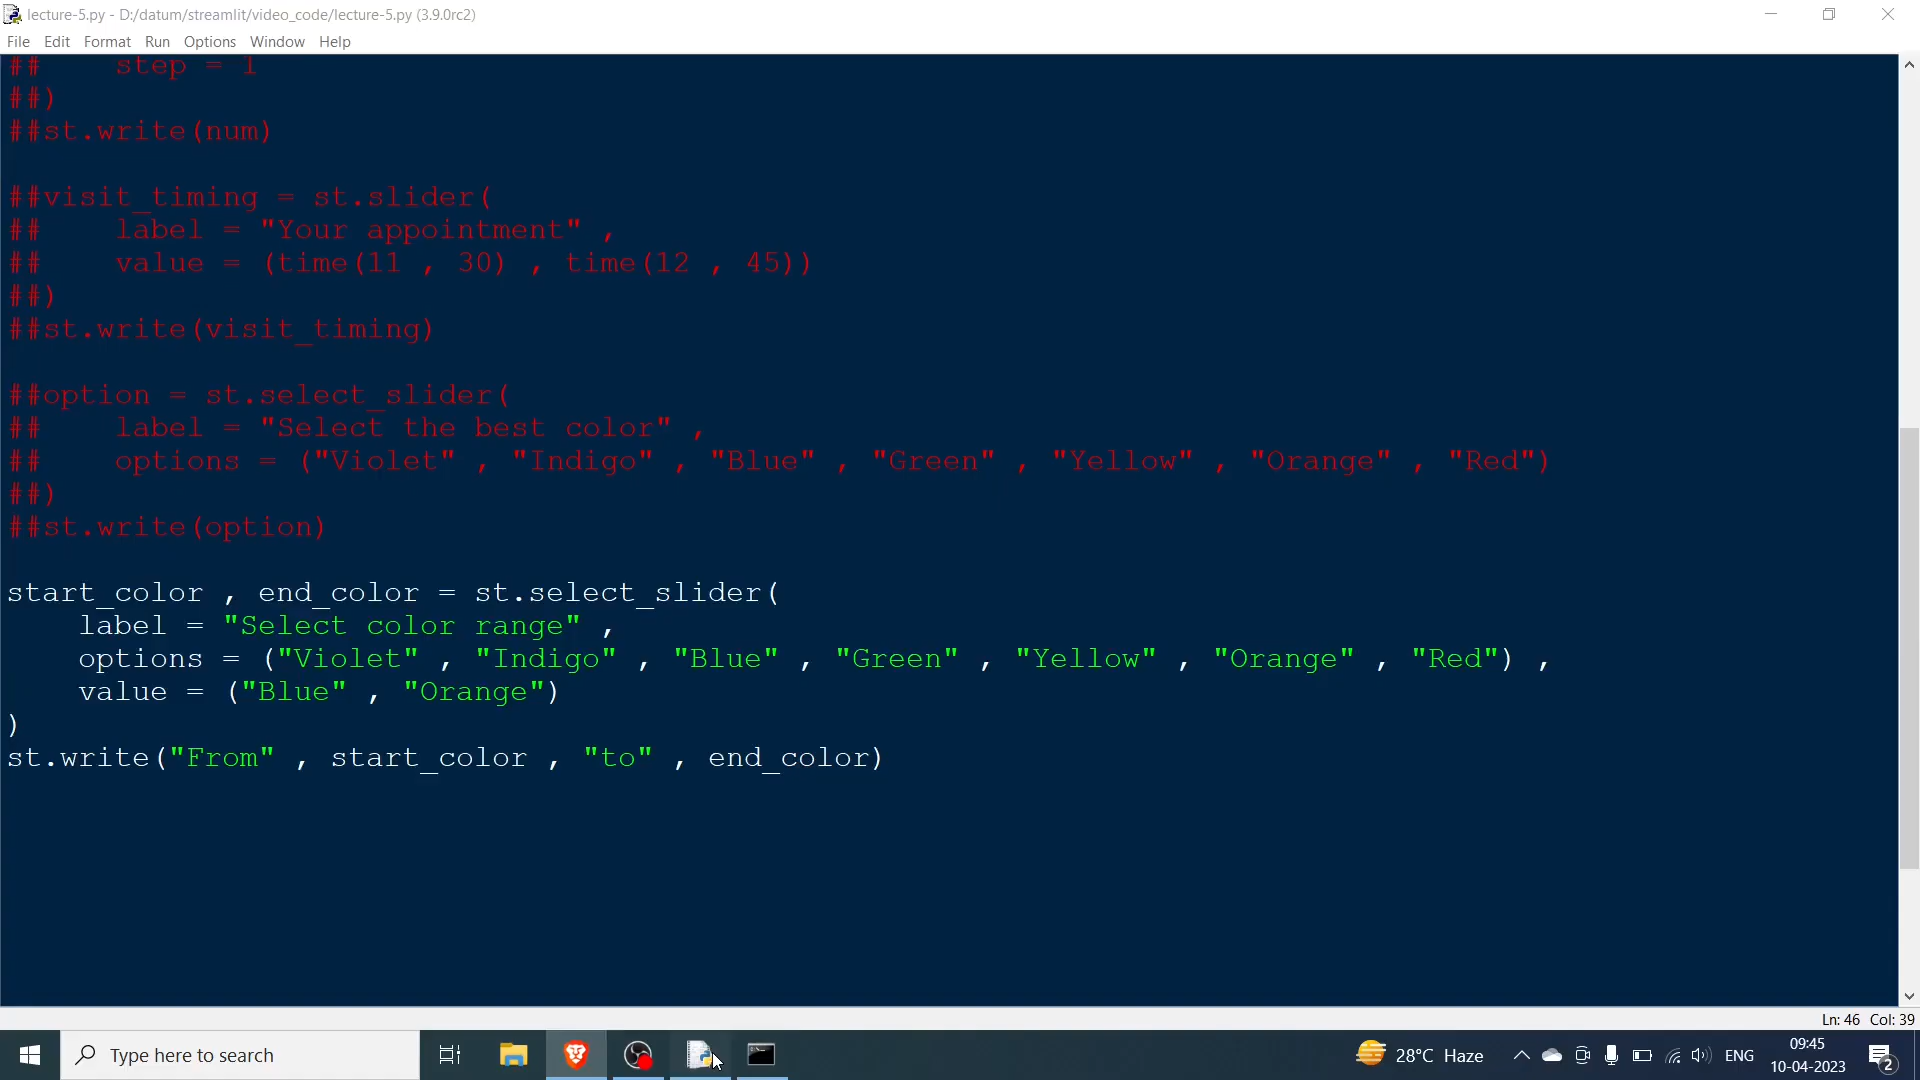 lecture-5.py - D:/datum/streamlit/video_code/lecture-5.py (3.9.0rc2)
File Edit Format Run Options Window Help
##    step = 1
##)
##st.write(num)
##visit_timing = st.slider(
##    label = "Your appointment" ,
##    value = (time(11 , 30) , time(12 , 45))
##)
##st.write(visit_timing)
##option = st.select_slider(
##    label = "Select the best color" ,
##    options = ("Violet" , "Indigo" , "Blue" , "Green" , "Yellow" , "Orange" , "Red")
##)
##st.write(option)
start_color , end_color = st.select_slider(
    label = "Select color range" ,
    options = ("Violet" , "Indigo" , "Blue" , "Green" , "Yellow" , "Orange" , "Red") ,
    value = ("Blue" , "Orange")
)
st.write("From" , start_color , "to" , end_color)
Ln: 46 Col: 39
Type here to search
28°C Haze
ENG
09:45
10-04-2023
2